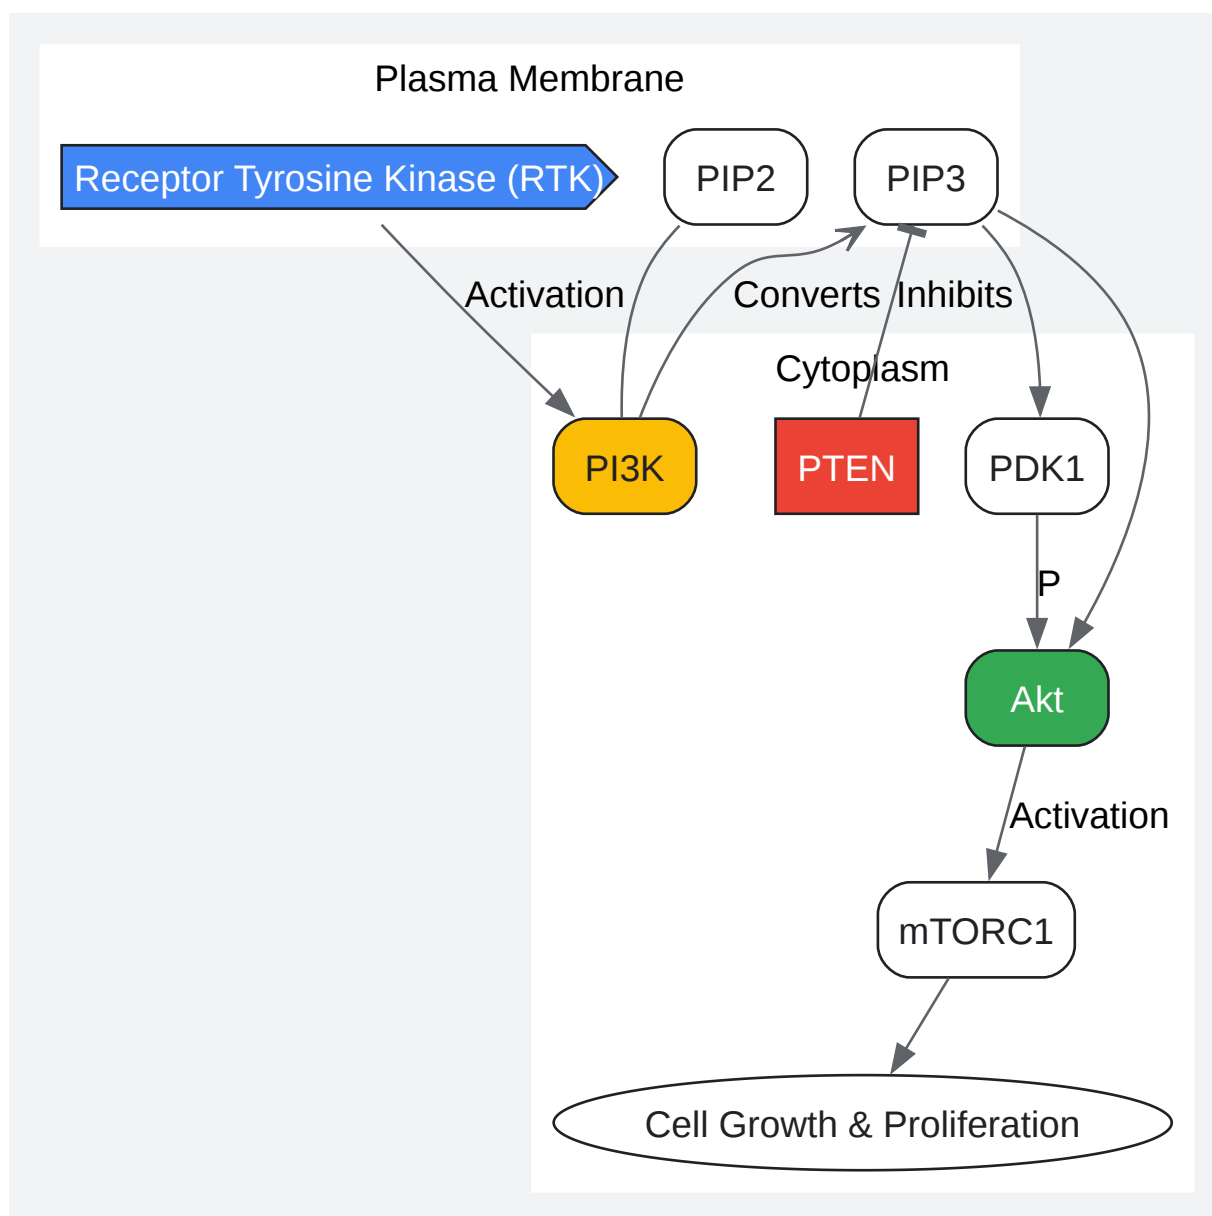 Plasma Membrane
Receptor Tyrosine Kinase (RTK)
PIP2
PIP3
Activation
Converts
Inhibits
Cytoplasm
PI3K
PTEN
PDK1
P
Akt
Activation
mTORC1
Cell Growth & Proliferation